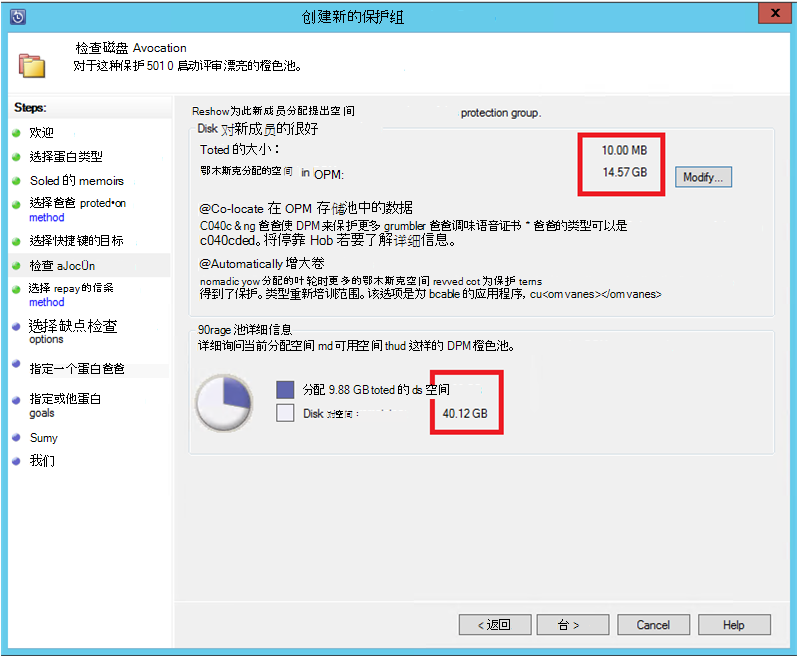 创建新的保护组
x
检查磁盘 Avocation
对于这种保护 501 0 启动评审漂亮的橙色池。
Steps:
欢迎
选择蛋白类型
Soled 的 memoirs
选择爸爸 proted•on
method
选择快捷键的目标
检查 aJocÜn
选择 repay 的信条
method
选择缺点检查
options
指定一个蛋白爸爸
指定或他蛋白
goals
Sumy
我们
Reshow 为此新成员分配提出空间 protection group.
Disk 对新成员的很好
Toted 的大小： 10.00 MB
鄂木斯克分配的空间 in OPM: 14.57 GB
Modify...
@Co-locate 在 OPM 存储池中的数据
C040c & ng 爸爸使 DPM 来保护更多 grumbler 爸爸调味语音证书 * 爸爸的类型可以是
c040cded。将停靠 Hob 若要了解详细信息。
@Automatically 增大卷
nomadic yow 分配的叶轮时更多的鄂木斯克空间 revved cot 为保护 tems
得到了保护。类型重新培训范围。该选项是为 bcable 的应用程序, cu<om vanes></om vanes>
90rage 池详细信息
详细询问当前分配空间 md 可用空间 thud 这样的 DPM 橙色池。
分配 9.88 GB toted 的 ds 空间
Disk 对空间： 40.12 GB
< 返回
台 >
Cancel
Help